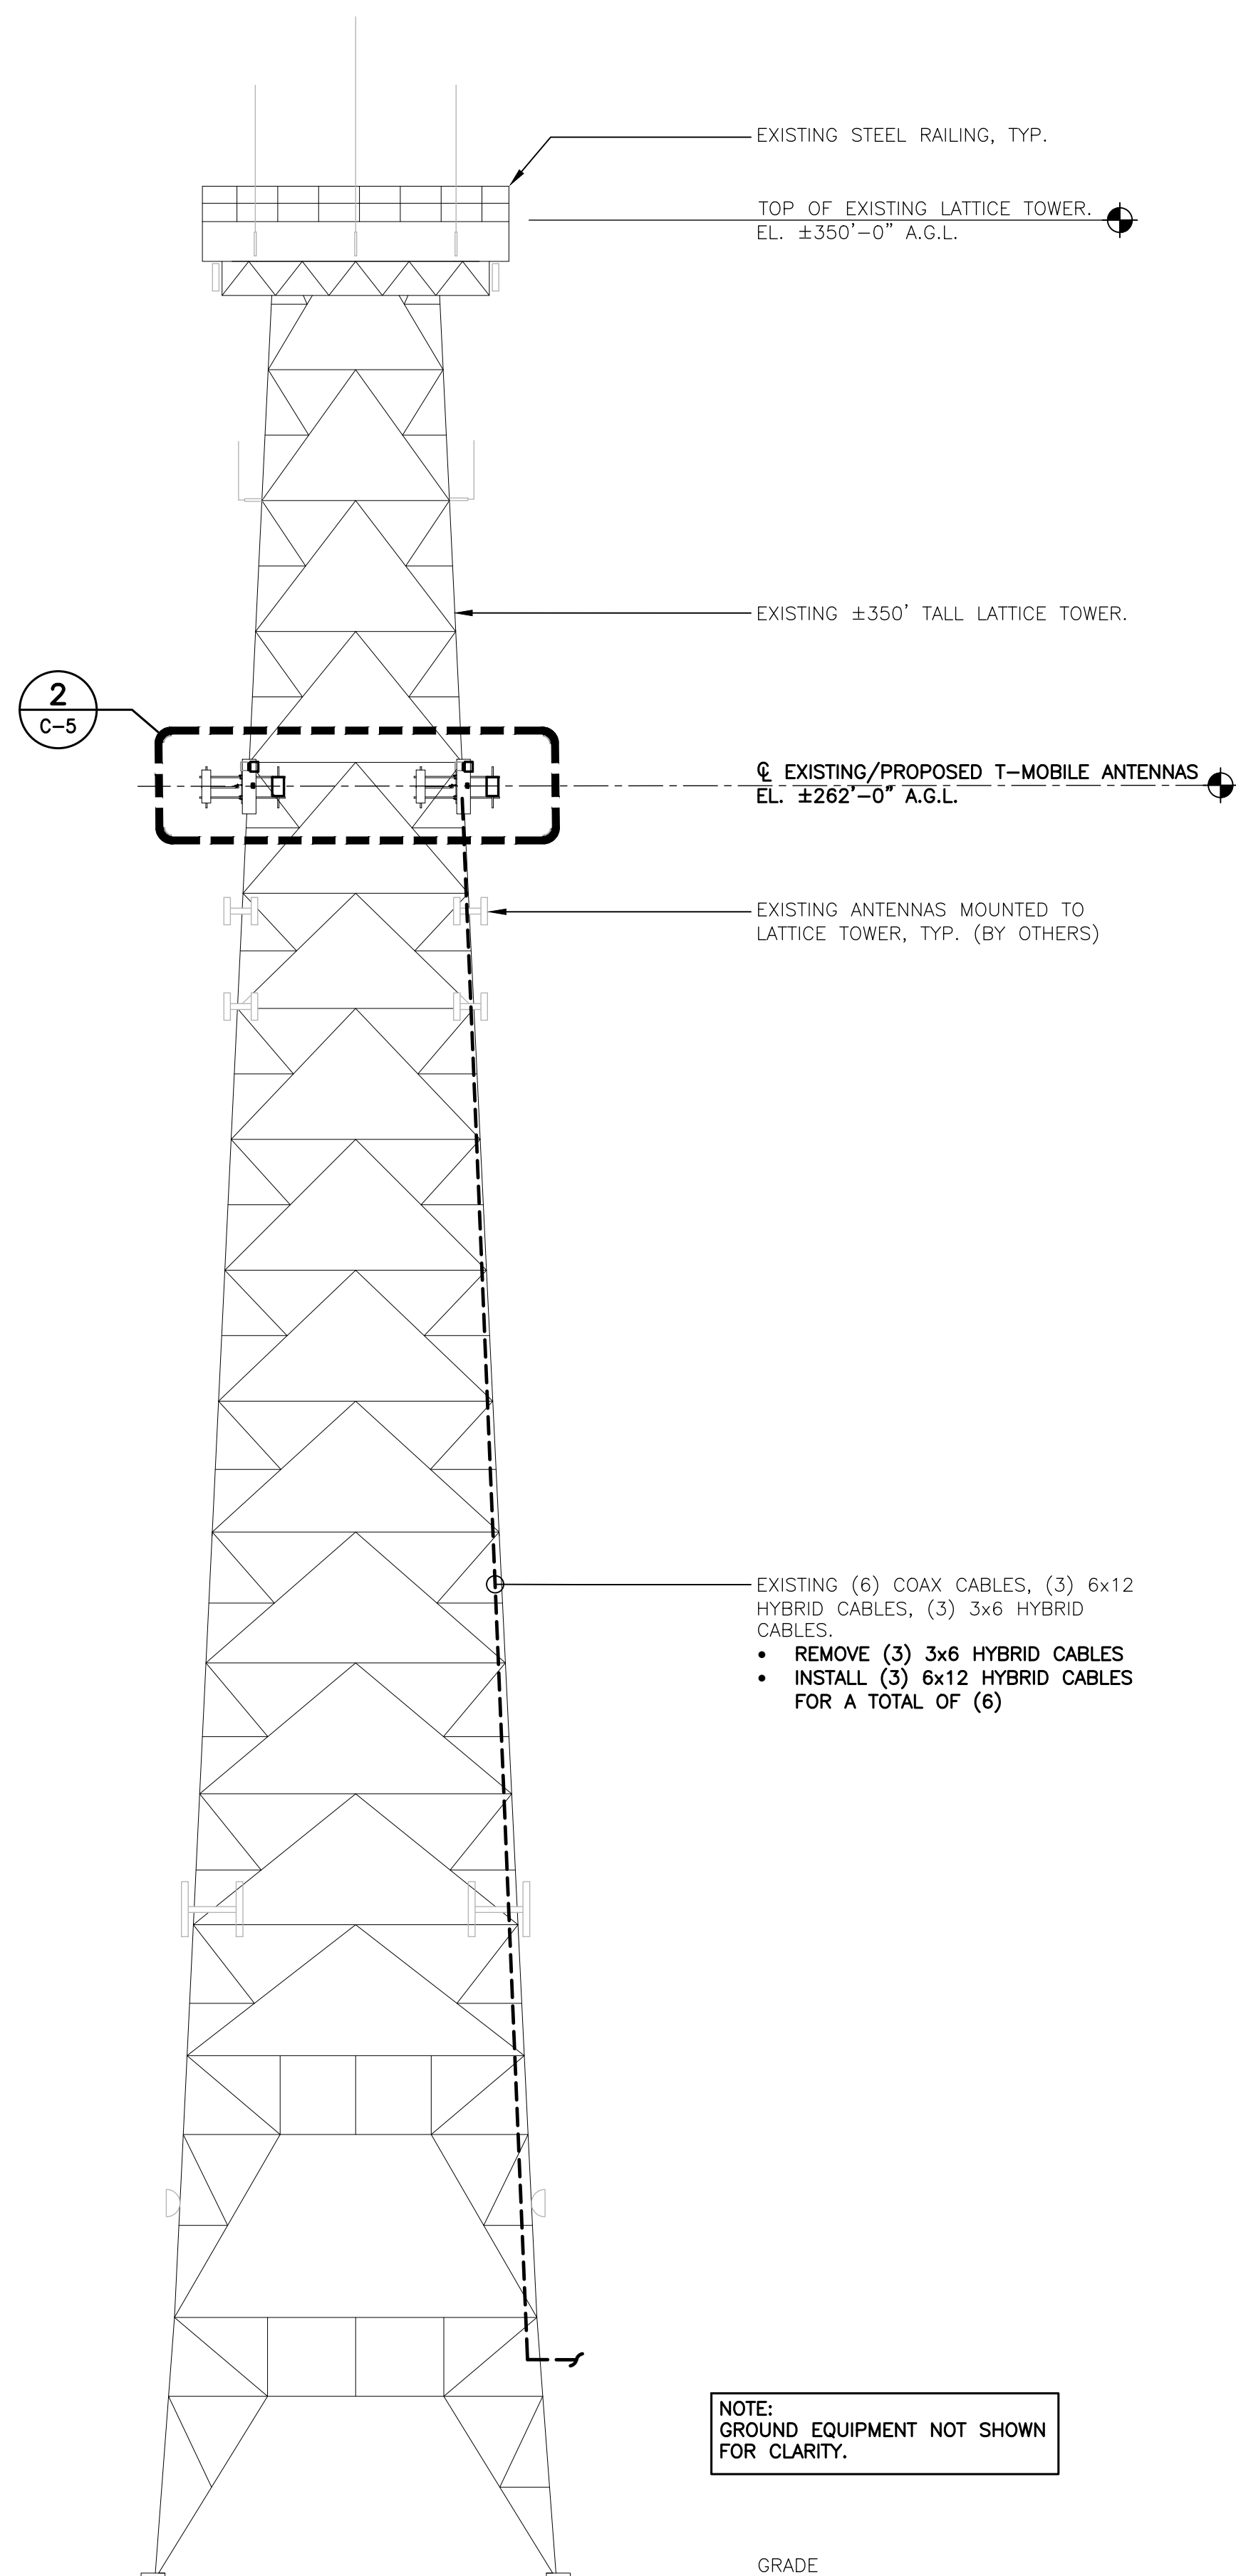 EXISTING STEEL RAILING, TYP.
TOP OF EXISTING LATTICE TOWER.
EL. ±350'-0" A.G.L.
EXISTING ±350' TALL LATTICE TOWER.
2
C-5
℄ EXISTING/PROPOSED T-MOBILE ANTENNAS
EL. ±262'-0" A.G.L.
EXISTING ANTENNAS MOUNTED TO
LATTICE TOWER, TYP. (BY OTHERS)
EXISTING (6) COAX CABLES, (3) 6x12
HYBRID CABLES, (3) 3x6 HYBRID
CABLES.
• REMOVE (3) 3x6 HYBRID CABLES
• INSTALL (3) 6x12 HYBRID CABLES
FOR A TOTAL OF (6)
NOTE:
GROUND EQUIPMENT NOT SHOWN
FOR CLARITY.
GRADE